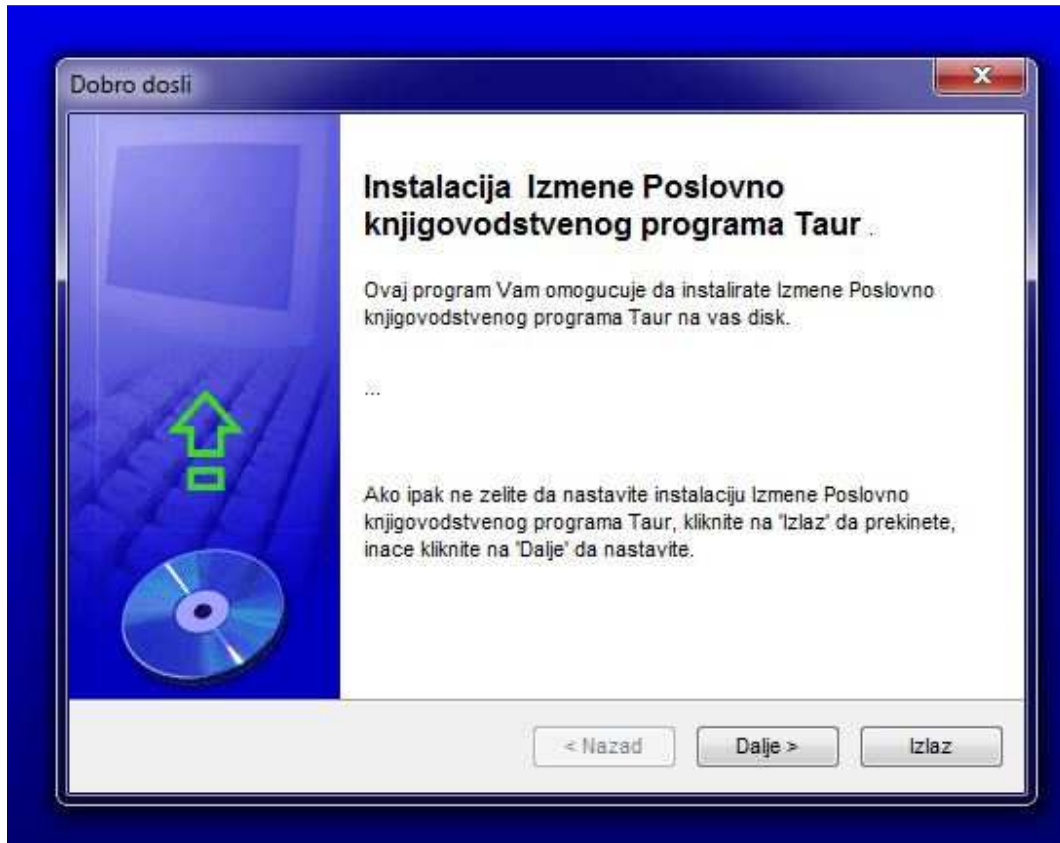 Dobro dosli
Instalacija Izmene Poslovno
knjigovodstvenog programa Taur .
Ovaj program Vam omogucuje da instalirate Izmene Poslovno
knjigovodstvenog programa Taur na vas disk.
...
Ako ipak ne zelite da nastavite instalaciju Izmene Poslovno
knjigovodstvenog programa Taur, kliknite na 'Izlaz' da prekinete,
inace kliknite na 'Dalje' da nastavite.
< Nazad
Dalje >
Izlaz